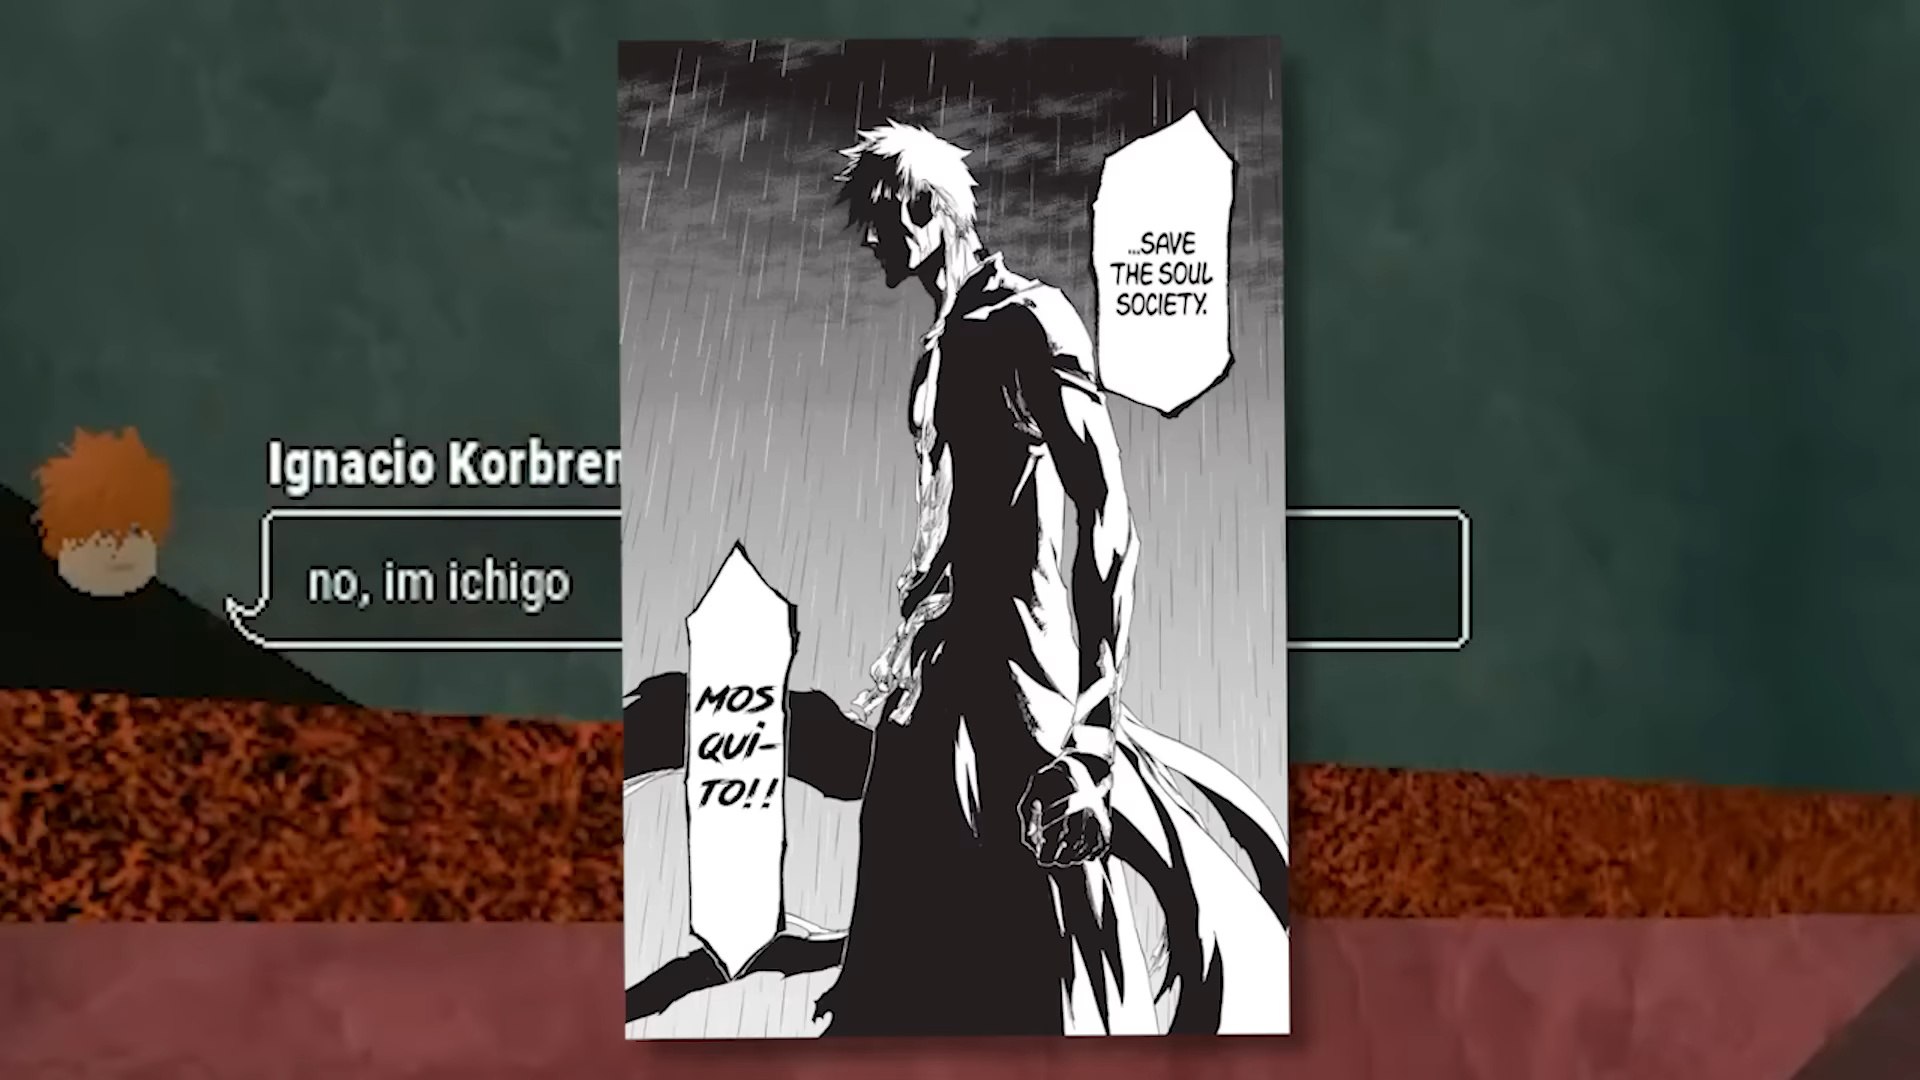 ...SAVE
THE SOUL
SOCIETY.
Ignacio Korbren
no, im ichigo
MOS
QUI-
TO!!